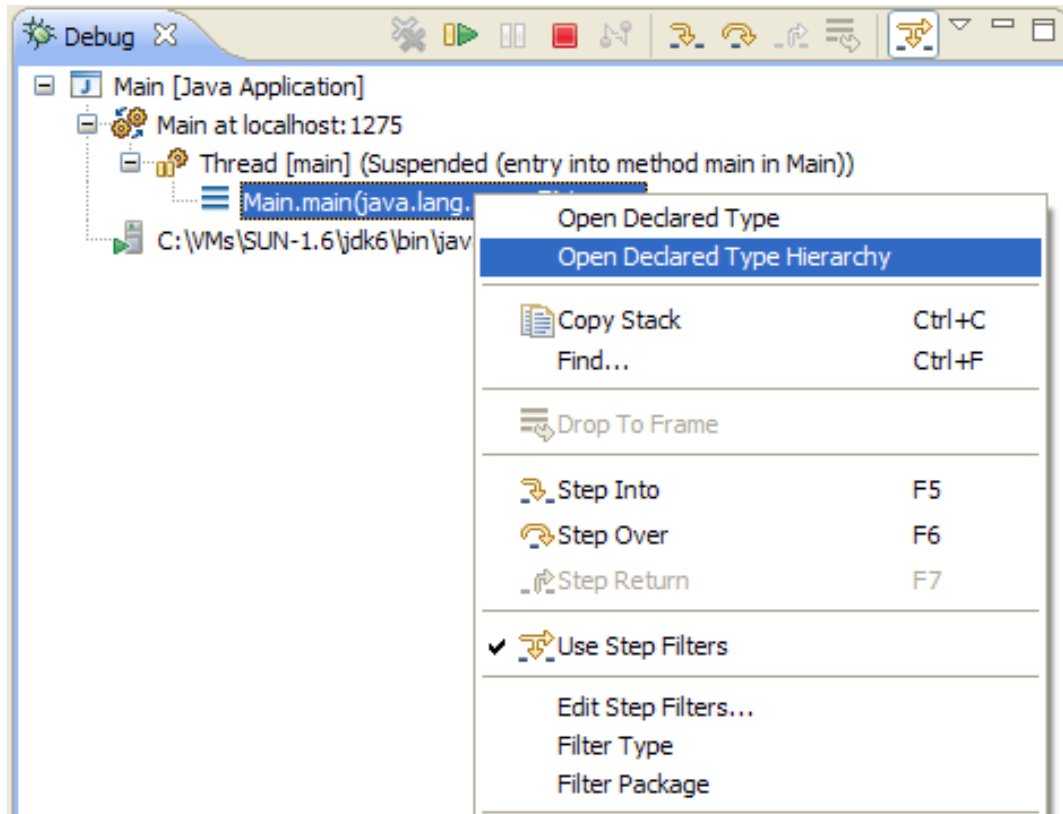 Debug
Main [Java Application]
Main at localhost:1275
Thread [main] (Suspended (entry into method main in Main))
Main.main(java.lang.
C:\VMs\SUN-1.6\jdk6\bin\jav
Open Declared Type
Open Declared Type Hierarchy
Copy Stack Ctrl+C
Find... Ctrl+F
Drop To Frame
Step Into F5
Step Over F6
Step Return F7
Use Step Filters
Edit Step Filters...
Filter Type
Filter Package